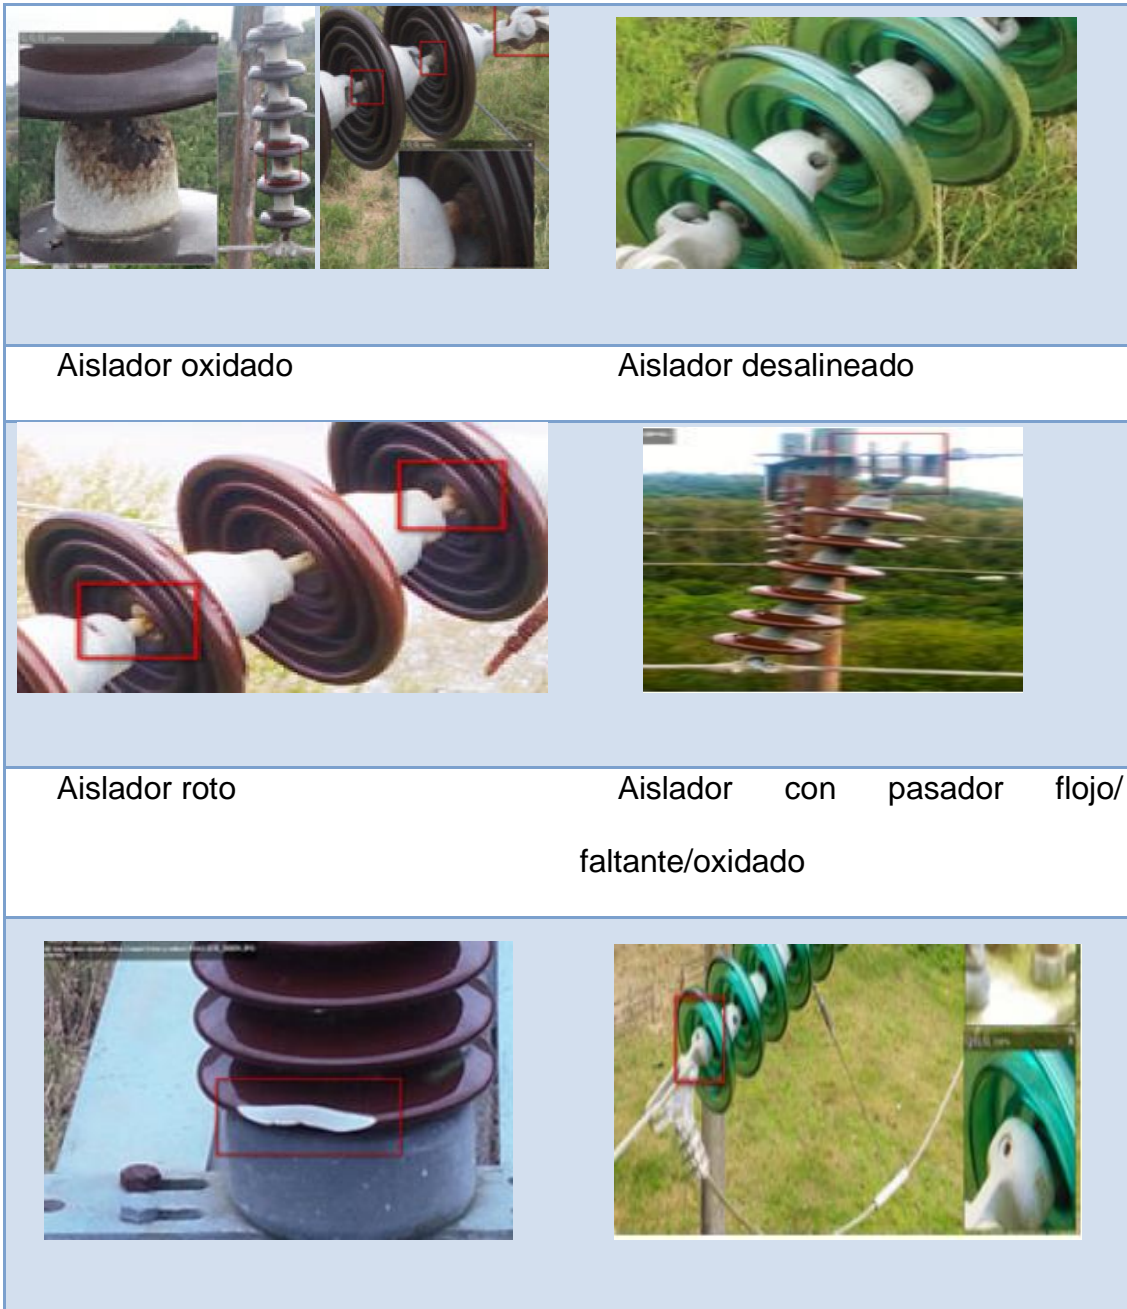 Aislador oxidado
Aislador desalineado
Aislador roto
Aislador con pasador flojo/
faltante/oxidado